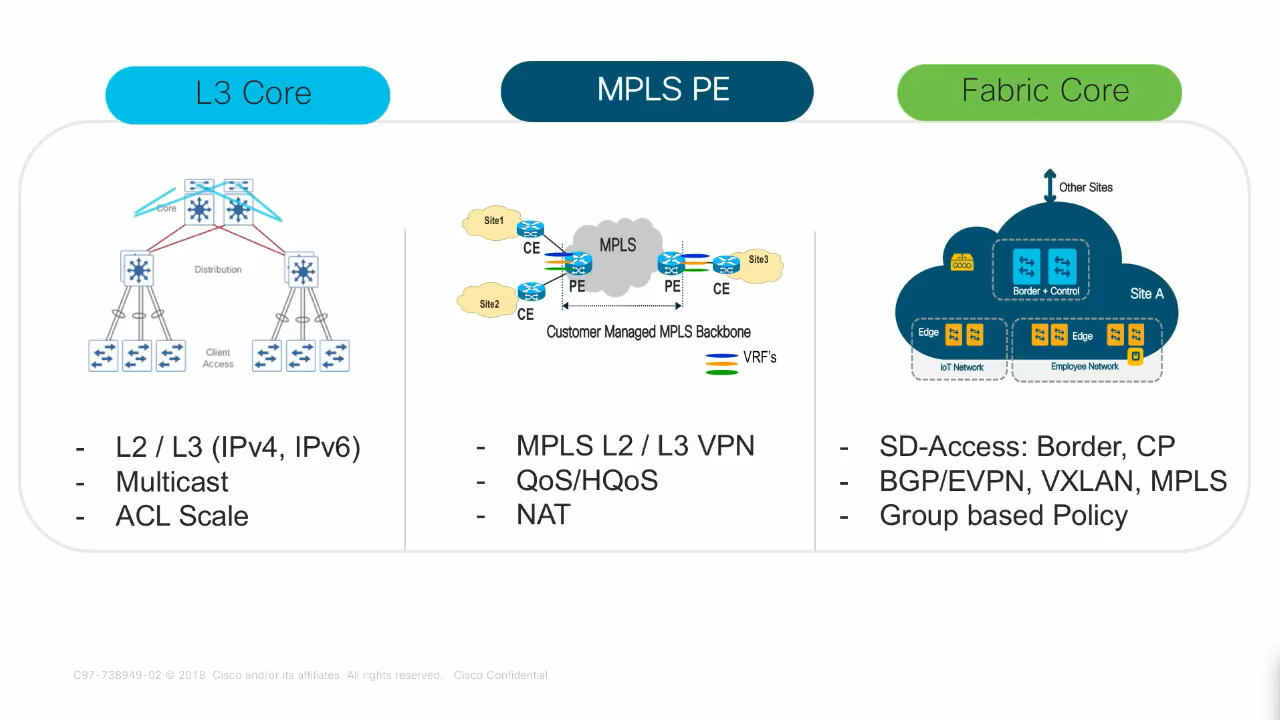 L3 Core
MPLS PE
Fabric Core
Core
Distribution
Client
Access
Site1
CE
MPLS
Site3
PE
PE
CE
Site2
CE
Customer Managed MPLS Backbone
VRF's
Other Sites
Border + Control
Site A
Edge
Edge
IoT Network
Employee Network
- L2 / L3 (IPv4, IPv6)
- Multicast
- ACL Scale
- MPLS L2 / L3 VPN
- QoS/HQoS
- NAT
- SD-Access: Border, CP
- BGP/EVPN, VXLAN, MPLS
- Group based Policy
C97-738949-02 © 2018 Cisco and/or its affiliates. All rights reserved. Cisco Confidential